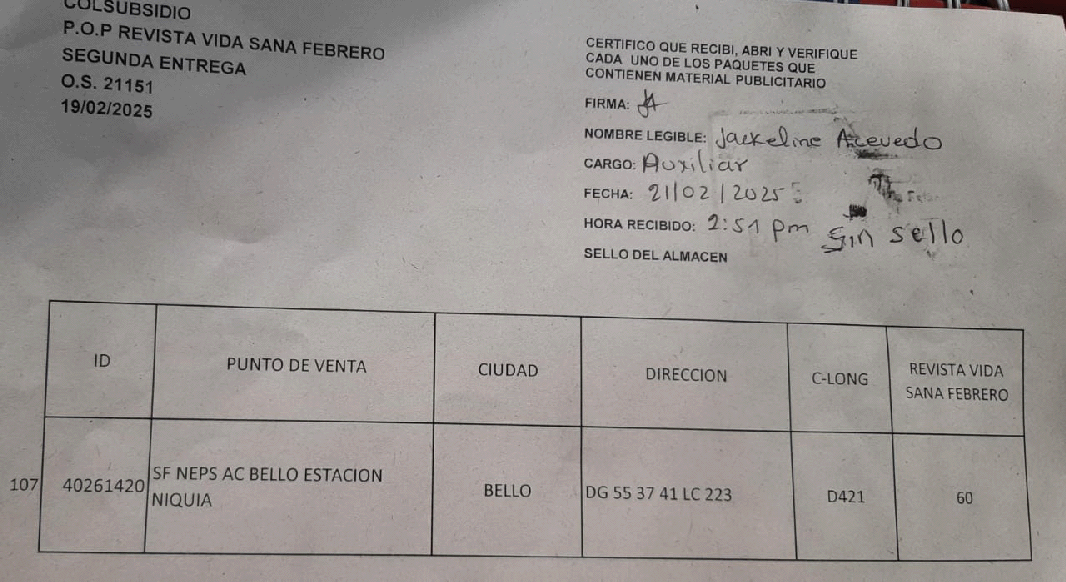 COLSUBSIDIO
P.O.P REVISTA VIDA SANA FEBRERO
SEGUNDA ENTREGA
O.S. 21151
19/02/2025
CERTIFICO QUE RECIBI, ABRI Y VERIFIQUE
CADA UNO DE LOS PAQUETES QUE
CONTIENEN MATERIAL PUBLICITARIO
FIRMA: JA
NOMBRE LEGIBLE: Jackeline Acevedo
CARGO: Auxiliar
FECHA: 21/02/2025
HORA RECIBIDO: 2:51 pm Sin sello
SELLO DEL ALMACEN
ID PUNTO DE VENTA CIUDAD DIRECCION C-LONG REVISTA VIDA
SANA FEBRERO
107 40261420 SF NEPS AC BELLO ESTACION
NIQUIA BELLO DG 55 37 41 LC 223 D421 60